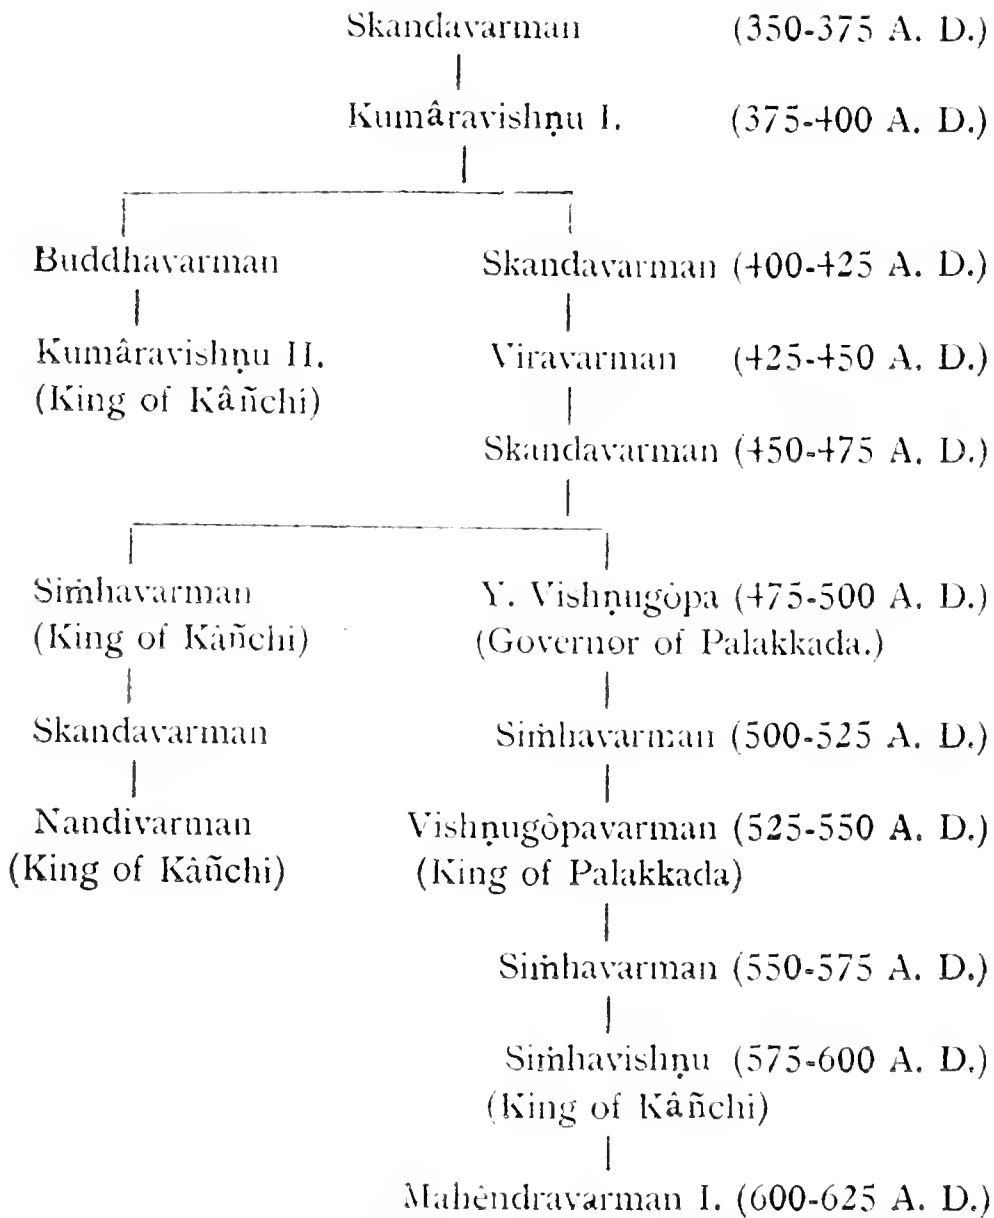 Skandavarman (350-375 A. D.)
Kumâravishṇu I. (375-400 A. D.)
Buddhavarman Skandavarman (400-425 A. D.)
Kumâravishṇu II. Viravarman (425-450 A. D.)
(King of Kâñchi)
Skandavarman (450-475 A. D.)
Siṁhavarman Y. Vishṇugôpa (475-500 A. D.)
(King of Kâñchi) (Governor of Palakkada.)
Skandavarman Siṁhavarman (500-525 A. D.)
Nandivarman Vishṇugôpavarman (525-550 A. D.)
(King of Kâñchi) (King of Palakkada)
Siṁhavarman (550-575 A. D.)
Siṁhavishṇu (575-600 A. D.)
(King of Kâñchi)
Mahêndravarman I. (600-625 A. D.)